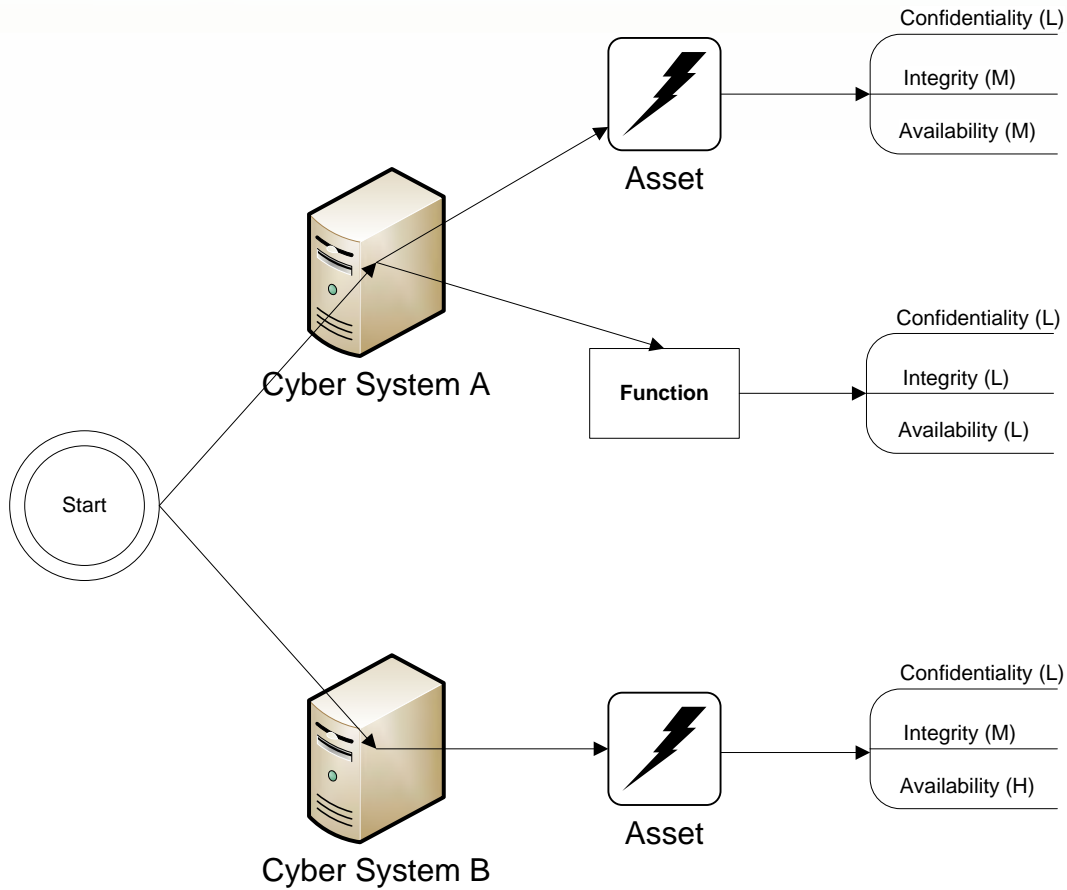 Confidentiality (L)
Integrity (M)
Availability (M)
Asset
Cyber System A
Confidentiality (L)
Integrity (L)
Availability (L)
Function
Start
Confidentiality (L)
Integrity (M)
Availability (H)
Asset
Cyber System B